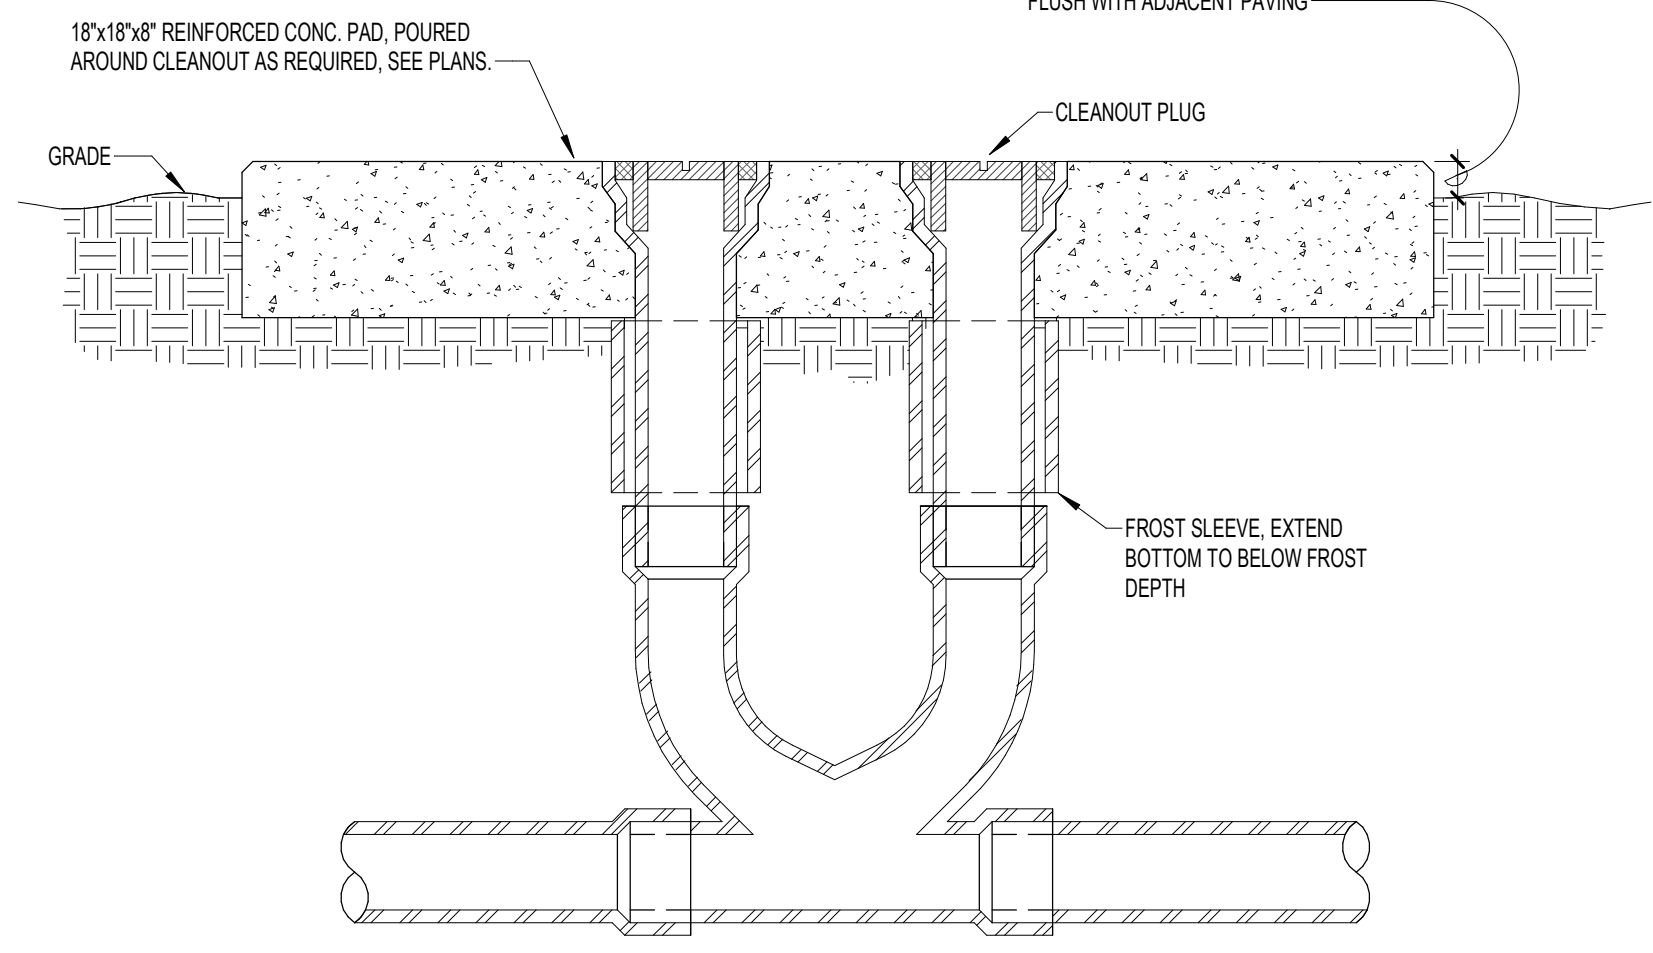 FLUSH WITH ADJACENT PAVING
18"x18"x8" REINFORCED CONC. PAD, POURED
AROUND CLEANOUT AS REQUIRED, SEE PLANS.
CLEANOUT PLUG
GRADE
FROST SLEEVE, EXTEND
BOTTOM TO BELOW FROST
DEPTH